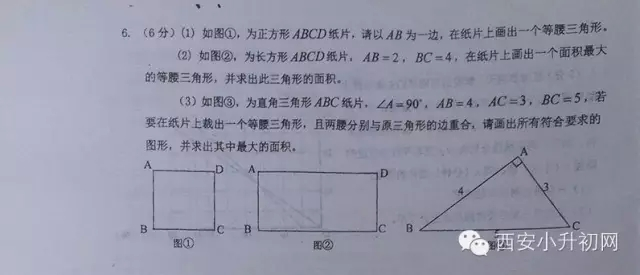 6. (6分)(1) 如图①，为正方形ABCD纸片，请以AB为一边，在纸片上画出一个等腰三角形。
(2) 如图②，为长方形ABCD纸片，AB=2，BC=4，在纸片上画出一个面积最大
的等腰三角形，并求出此三角形的面积。
(3) 如图③，为直角三角形ABC纸片，∠A=90°，AB=4，AC=3，BC=5，若
要在纸片上裁出一个等腰三角形，且两腰分别与原三角形的边重合，请画出所有符合要求的
图形，并求出其中最大的面积。
A D
B C
图①
A D
B C
图②
A
4 3
B C
西安小升初网